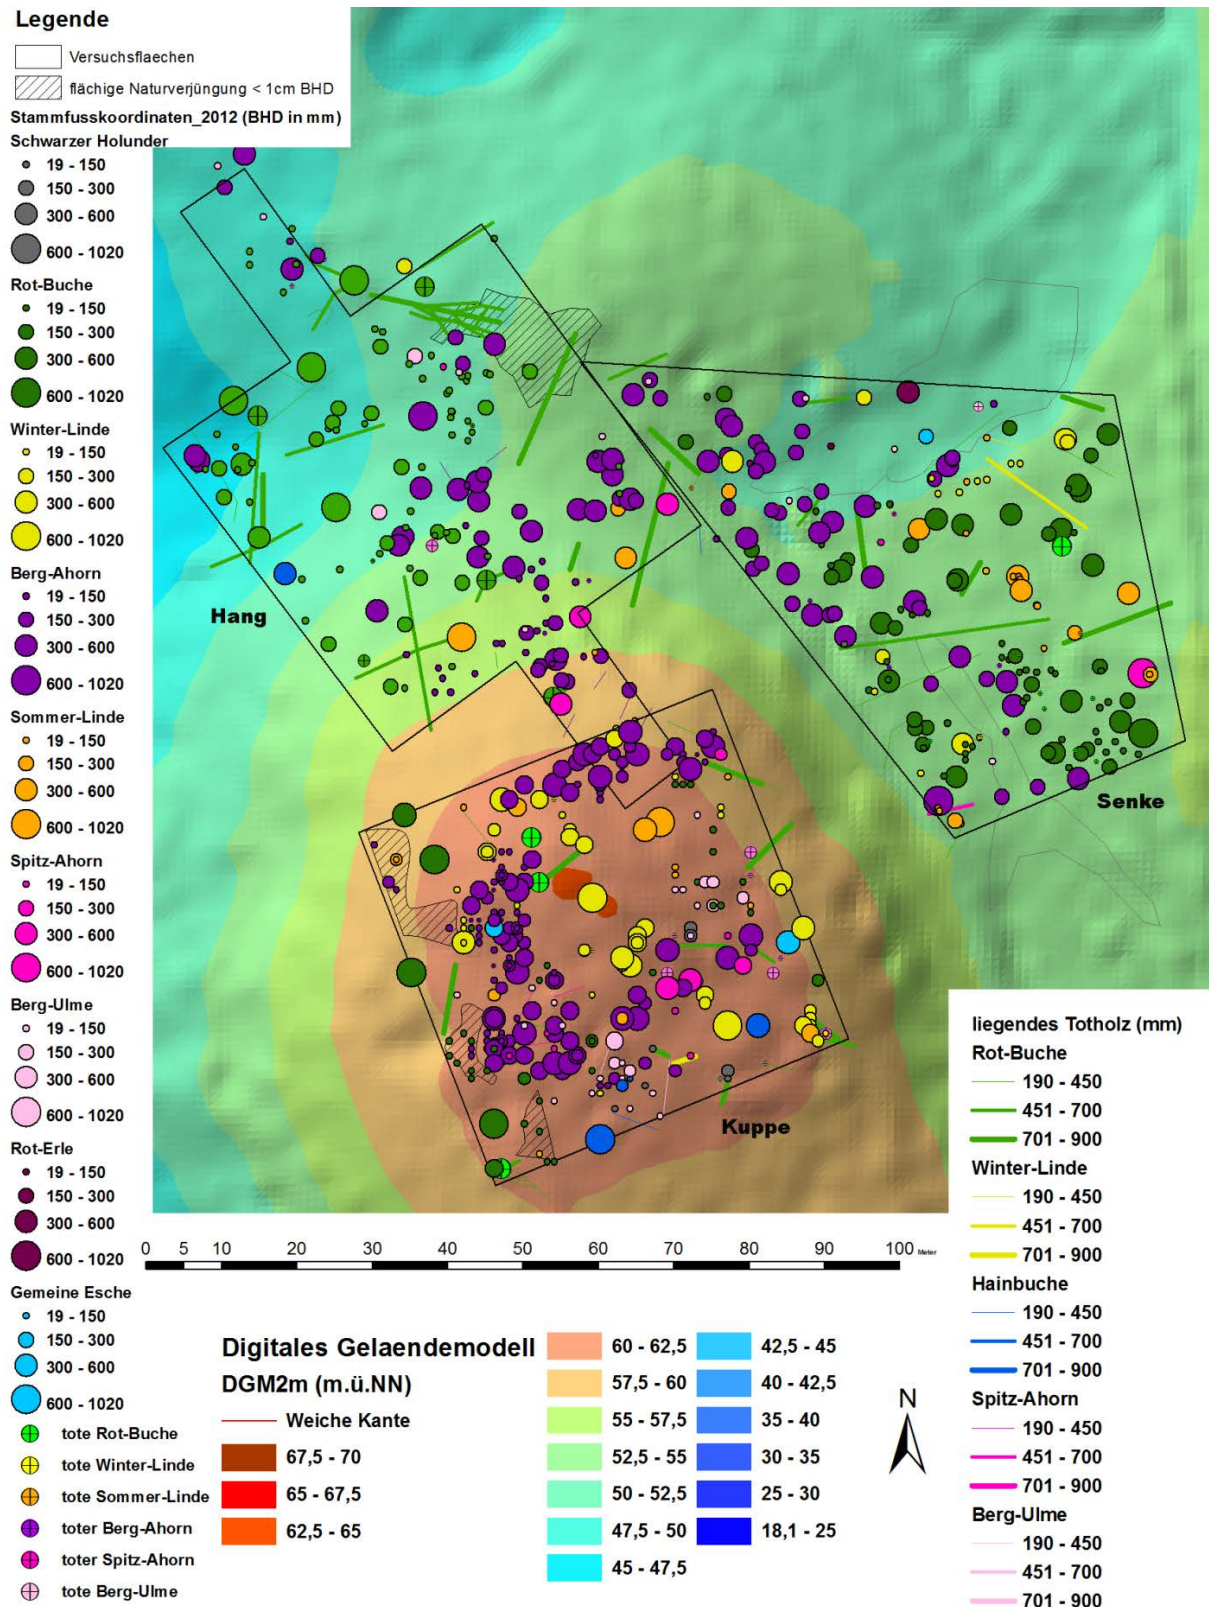 Legende
Versuchsflaechen
flächige Naturverjüngung < 1cm BHD
Stammfusskoordinaten_2012 (BHD in mm)
Schwarzer Holunder
19 - 150
150 - 300
300 - 600
600 - 1020
Rot-Buche
19 - 150
150 - 300
300 - 600
600 - 1020
Winter-Linde
19 - 150
150 - 300
300 - 600
600 - 1020
Berg-Ahorn
19 - 150
150 - 300
300 - 600
600 - 1020
Sommer-Linde
19 - 150
150 - 300
300 - 600
600 - 1020
Spitz-Ahorn
19 - 150
150 - 300
300 - 600
600 - 1020
Berg-Ulme
19 - 150
150 - 300
300 - 600
600 - 1020
Rot-Erle
19 - 150
150 - 300
300 - 600
600 - 1020
Gemeine Esche
19 - 150
150 - 300
300 - 600
600 - 1020
tote Rot-Buche
tote Winter-Linde
tote Sommer-Linde
toter Berg-Ahorn
toter Spitz-Ahorn
tote Berg-Ulme
Hang
Senke
Kuppe
0 5 10 20 30 40 50 60 70 80 90 100 Meter
Digitales Gelaendemodell
DGM2m (m.ü.NN)
Weiche Kante
67,5 - 70
65 - 67,5
62,5 - 65
60 - 62,5
57,5 - 60
55 - 57,5
52,5 - 55
50 - 52,5
47,5 - 50
45 - 47,5
42,5 - 45
40 - 42,5
35 - 40
30 - 35
25 - 30
18,1 - 25
N
liegendes Totholz (mm)
Rot-Buche
190 - 450
451 - 700
701 - 900
Winter-Linde
190 - 450
451 - 700
701 - 900
Hainbuche
190 - 450
451 - 700
701 - 900
Spitz-Ahorn
190 - 450
451 - 700
701 - 900
Berg-Ulme
190 - 450
451 - 700
701 - 900